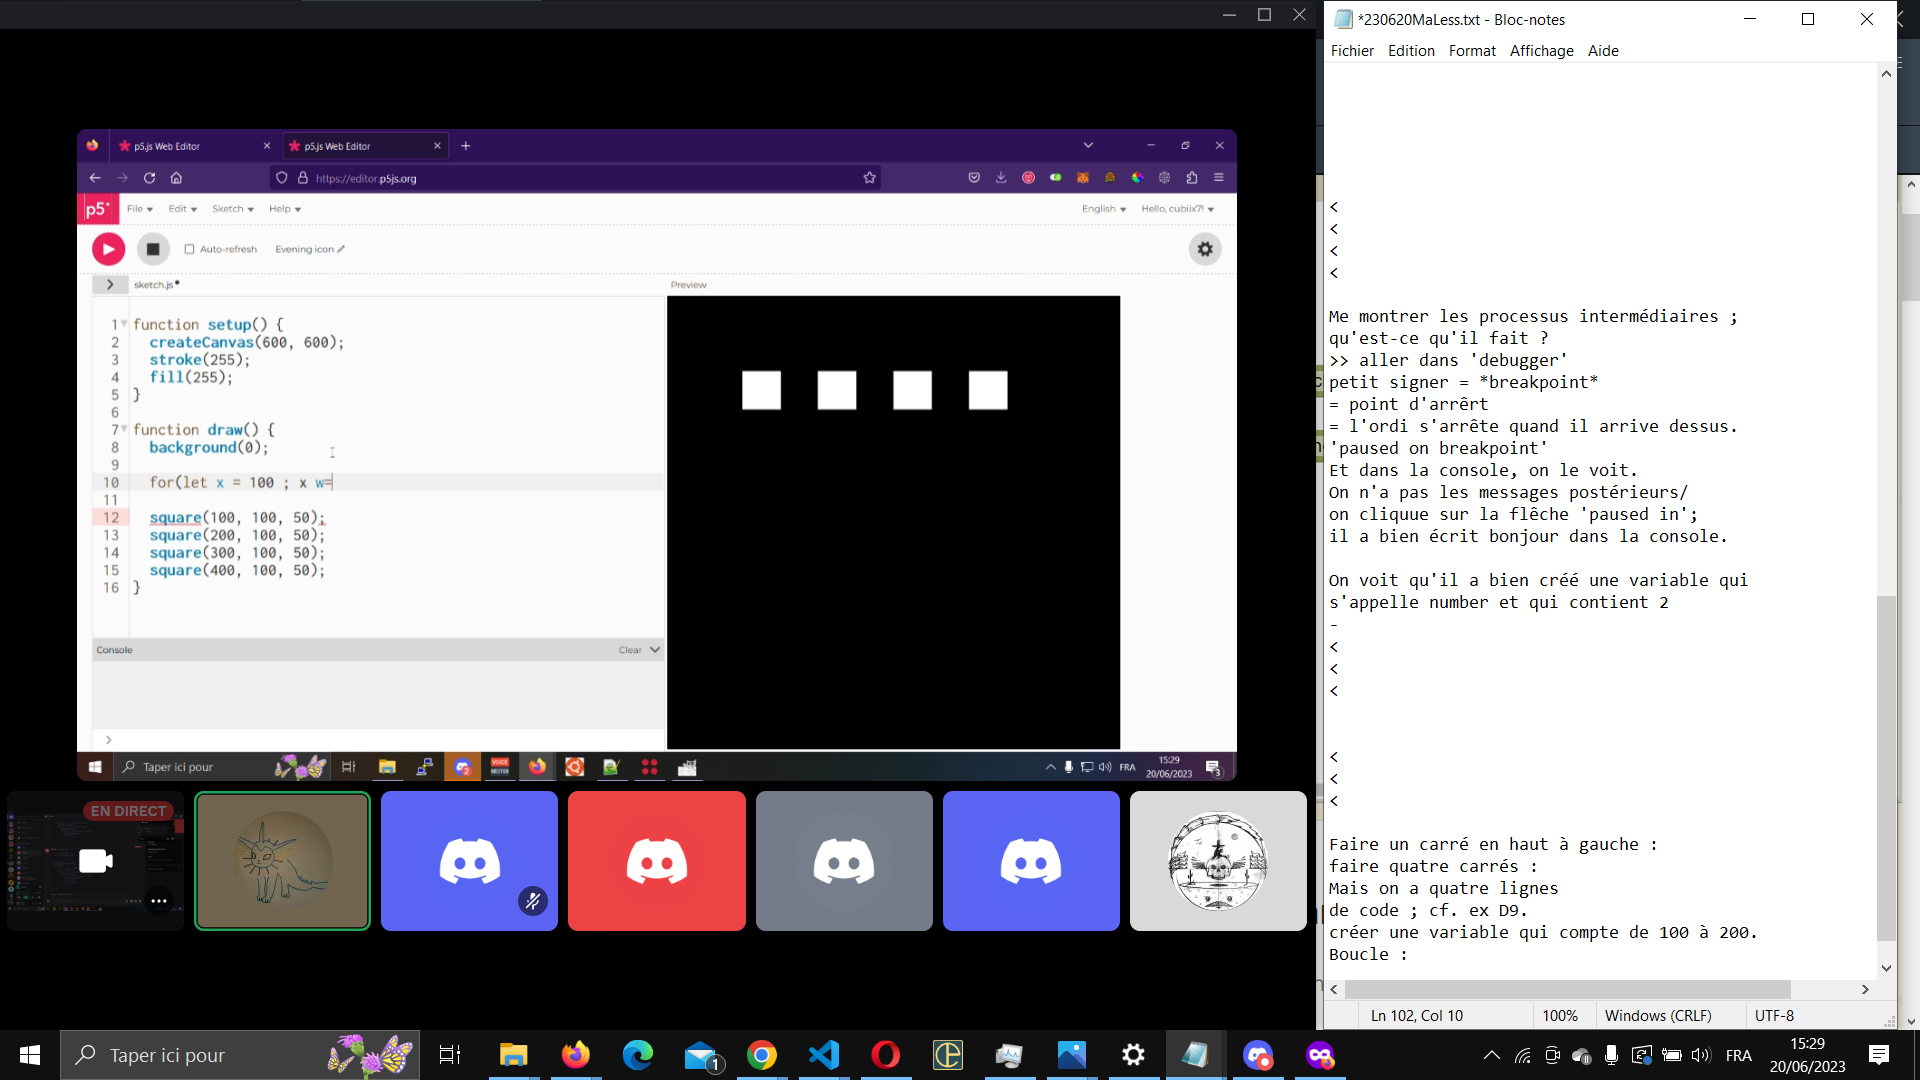 *230620MaLess.txt - Bloc-notes
Fichier Edition Format Affichage Aide
p5.js Web Editor
p5.js Web Editor
https://editor.p5js.org
p5*
File
Edit
Sketch
Help
English
Hello, cubiix7!
Auto-refresh
Evening icon
sketch.js
Preview
1 function setup() {
2 createCanvas(600, 600);
3 stroke(255);
4 fill(255);
5 }
6
7 function draw() {
8 background(0);
9
10 for(let x = 100 ; x w=
11
12 square(100, 100, 50);
13 square(200, 100, 50);
14 square(300, 100, 50);
15 square(400, 100, 50);
16 }
Console
Clear
>
Taper ici pour
VOICE
MEETER
FRA
15:29
20/06/2023
3
EN DIRECT
<
<
<
<
Me montrer les processus intermédiaires ;
qu'est-ce qu'il fait ?
>> aller dans 'debugger'
petit signer = *breakpoint*
= point d'arrêrt
= l'ordi s'arrête quand il arrive dessus.
'paused on breakpoint'
Et dans la console, on le voit.
On n'a pas les messages postérieurs/
on cliquue sur la flêche 'paused in';
il a bien écrit bonjour dans la console.
On voit qu'il a bien créé une variable qui
s'appelle number et qui contient 2
-
<
<
<
<
<
<
Faire un carré en haut à gauche :
faire quatre carrés :
Mais on a quatre lignes
de code ; cf. ex D9.
créer une variable qui compte de 100 à 200.
Boucle :
Ln 102, Col 10
100%
Windows (CRLF)
UTF-8
Taper ici pour
1
FRA
15:29
20/06/2023